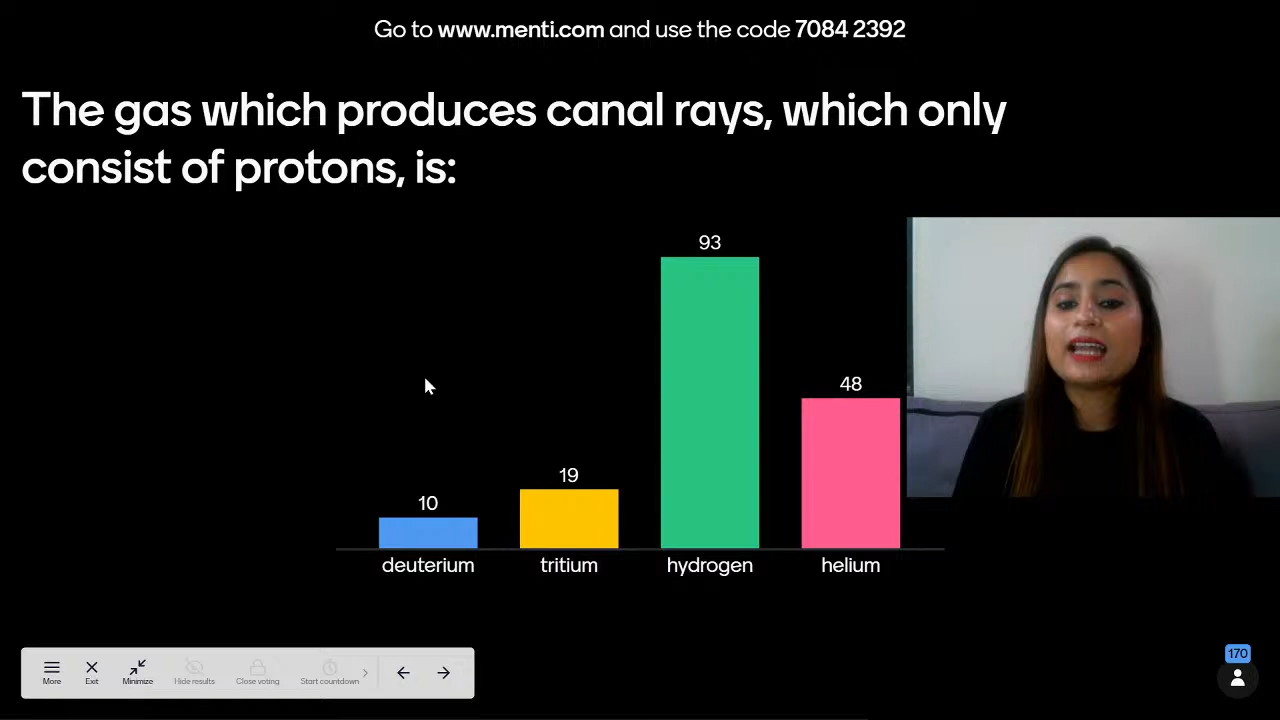 Go to www.menti.com and use the code 7084 2392
The gas which produces canal rays, which only
consist of protons, is:
93
48
19
10
deuterium tritium hydrogen helium
More Exit Minimize Hide results Close voting Start countdown
170